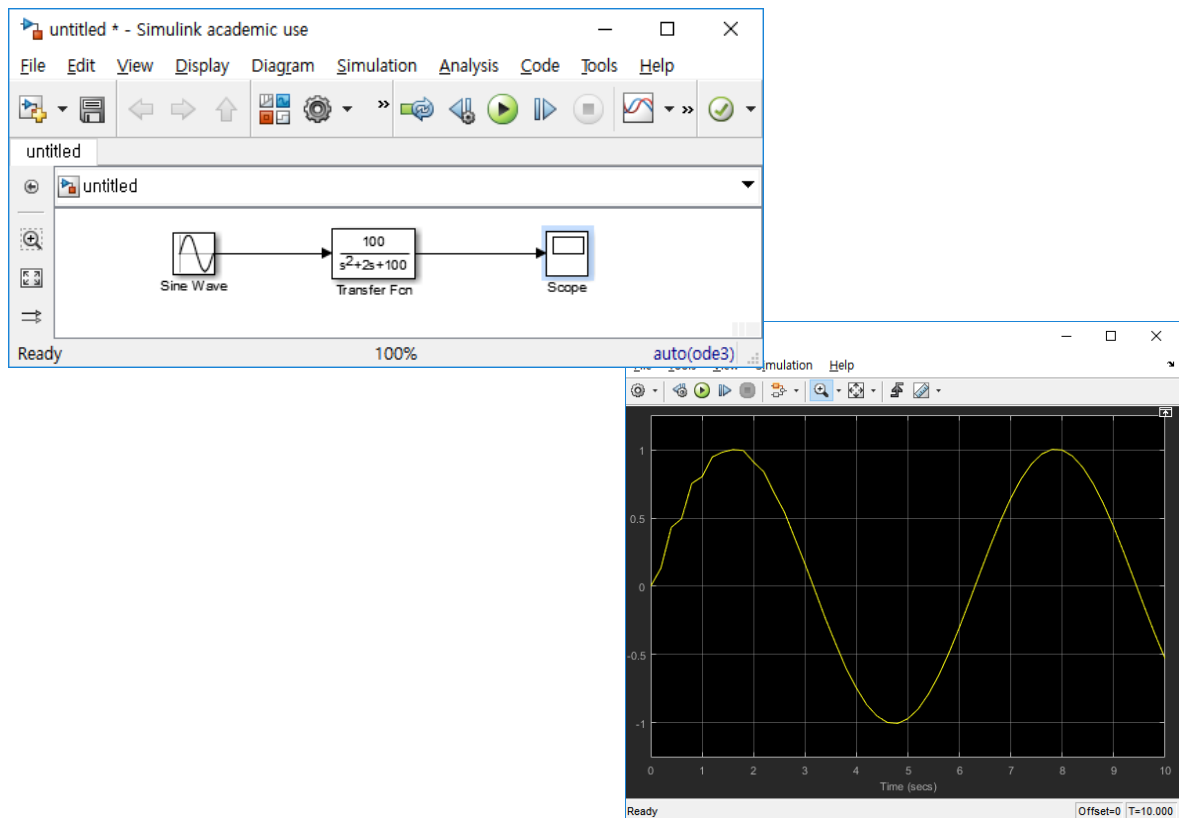 untitled * - Simulink academic use
File Edit View Display Diagram Simulation Analysis Code Tools Help
untitled
untitled
100
s²+2s+100
Sine Wave
Transfer Fcn
Scope
Ready 100% auto(ode3)
Simulation Help
1
0.5
0
-0.5
-1
0 1 2 3 4 5 6 7 8 9 10
Time (secs)
Ready Offset=0 T=10.000